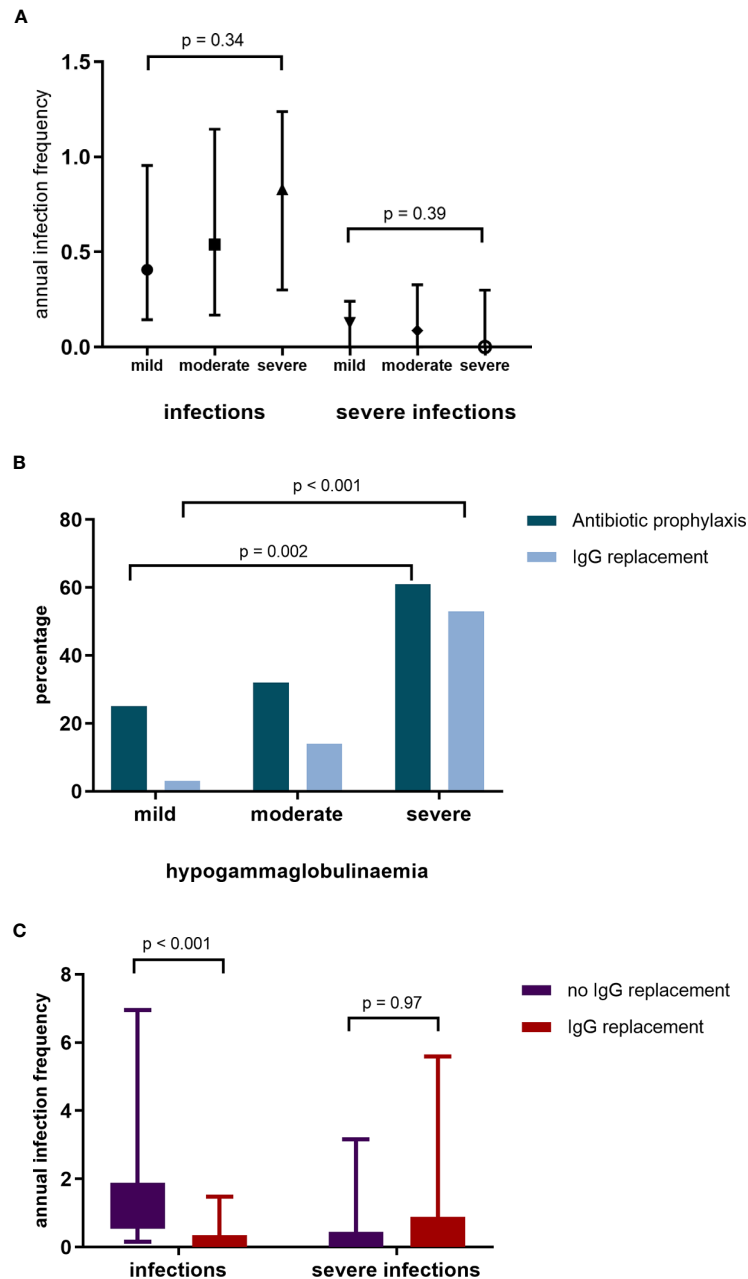 A
p = 0.34
1.5
1.0
0.5
0.0
annual infection frequency
p = 0.39
mild moderate severe mild moderate severe
infections severe infections
B
p < 0.001
p = 0.002
80
60
40
20
0
percentage
Antibiotic prophylaxis
IgG replacement
mild moderate severe
hypogammaglobulinaemia
C
p < 0.001
p = 0.97
8
6
4
2
0
annual infection frequency
no IgG replacement
IgG replacement
infections severe infections